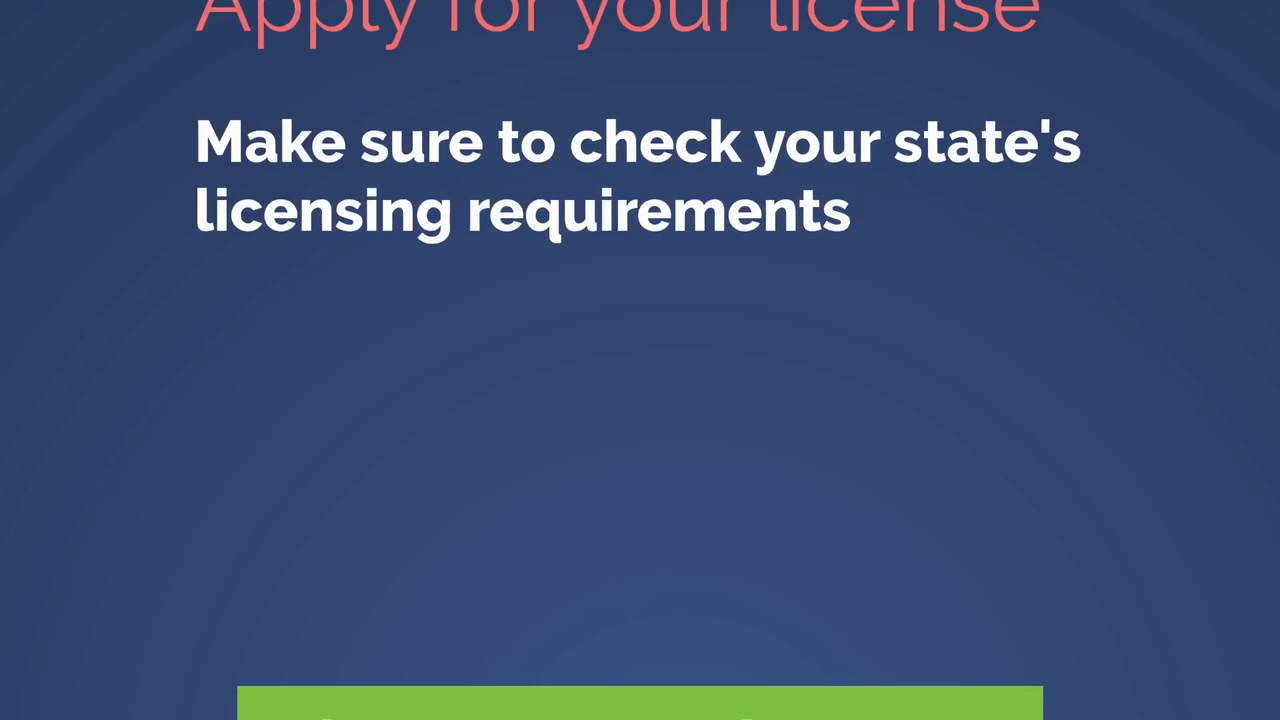 Apply for your license
Make sure to check your state's
licensing requirements